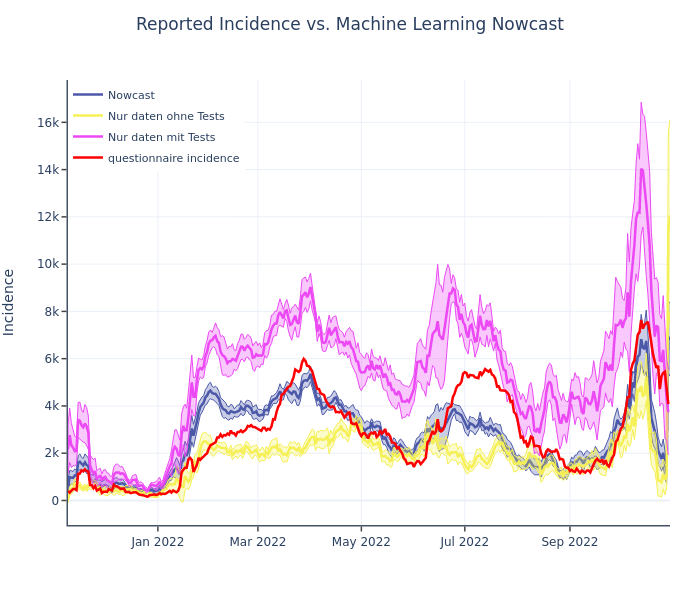 Reported Incidence vs. Machine Learning Nowcast
Nowcast
Nur daten ohne Tests
Nur daten mit Tests
questionnaire incidence
16k
14k
12k
10k
8k
6k
4k
2k
0
Incidence
Jan 2022
Mar 2022
May 2022
Jul 2022
Sep 2022